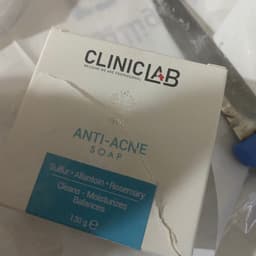 CLINICLAB
ANTI-ACNE
SOAP
Sulfur • Allantoin • Rosemary
Cleans - Moisturizes
Balances
130 g e